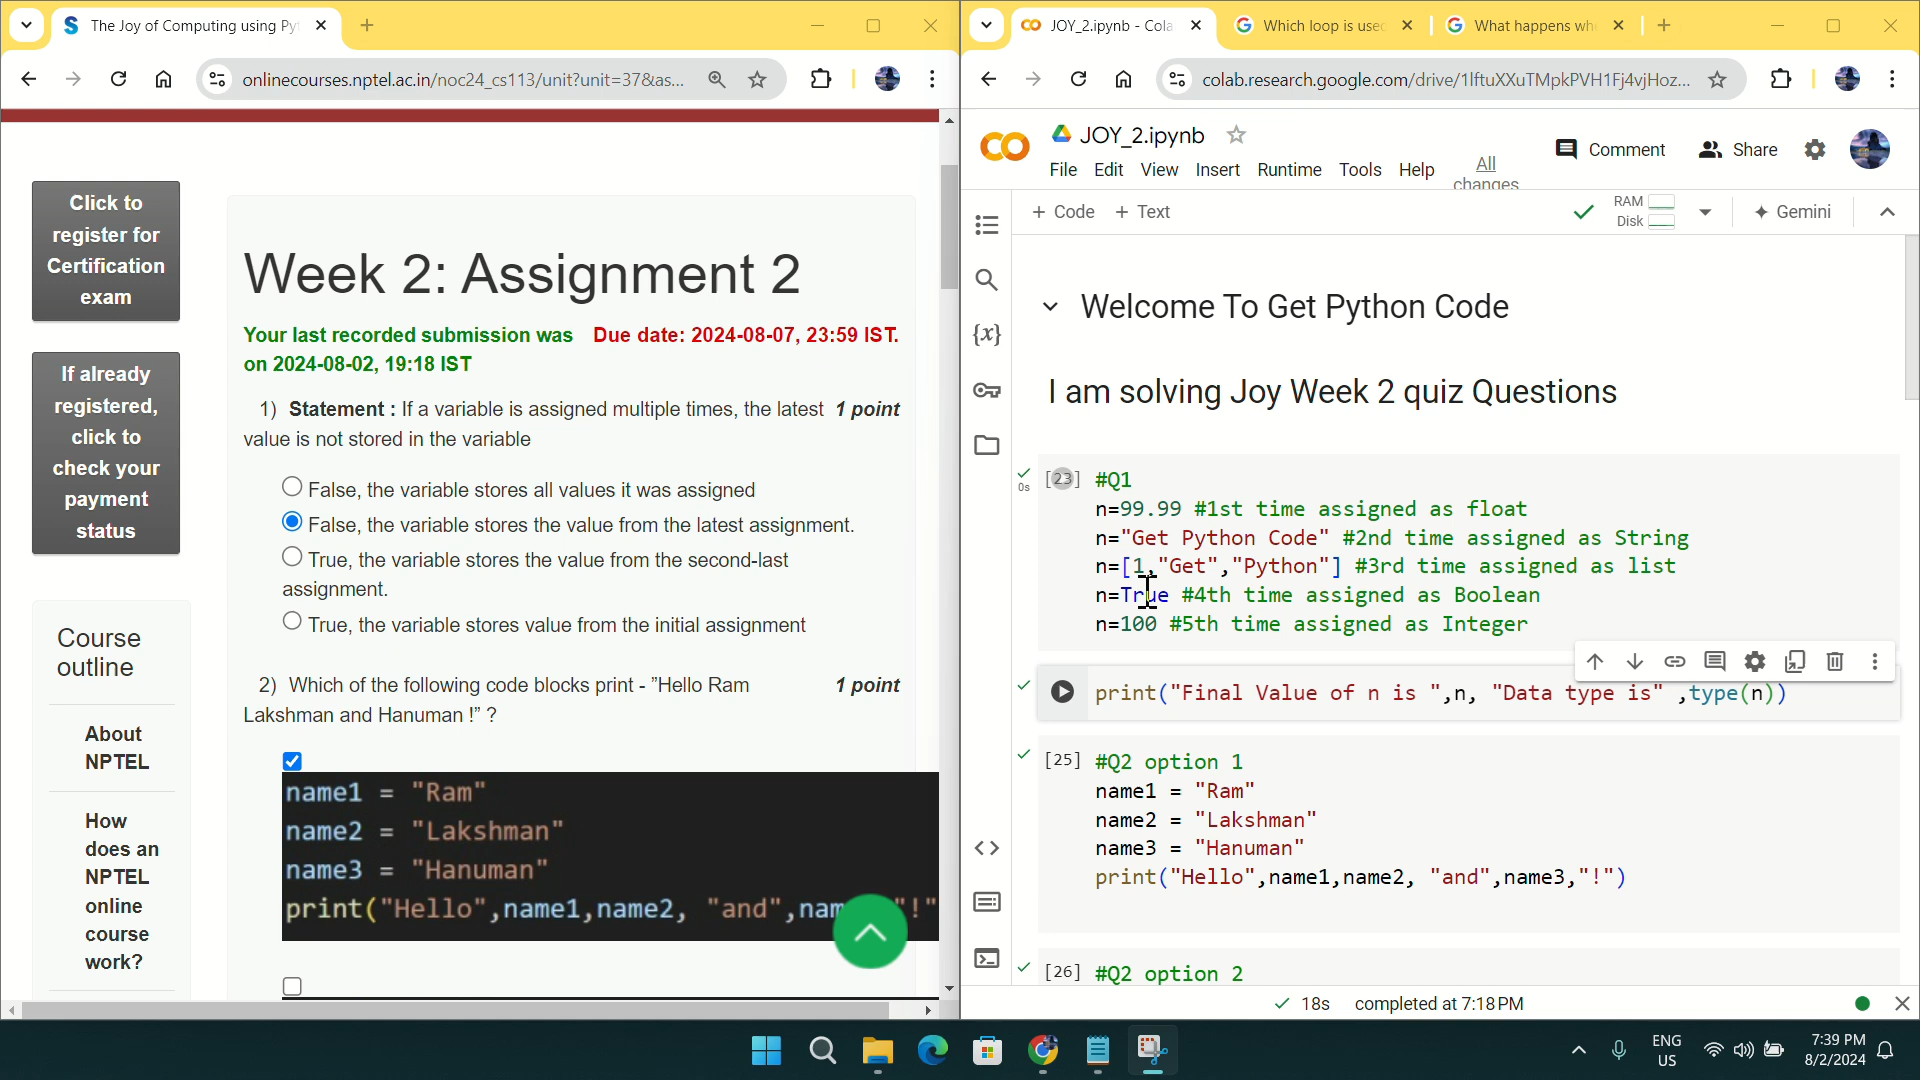 The Joy of Computing using Py
onlinecourses.nptel.ac.in/noc24_cs113/unit?unit=37&as...
Click to
register for
Certification
exam
If already
registered,
click to
check your
payment
status
Course
outline
About
NPTEL
How
does an
NPTEL
online
course
work?
Week 2: Assignment 2
Your last recorded submission was
on 2024-08-02, 19:18 IST
Due date: 2024-08-07, 23:59 IST.
1) Statement : If a variable is assigned multiple times, the latest 1 point
value is not stored in the variable
False, the variable stores all values it was assigned
False, the variable stores the value from the latest assignment.
True, the variable stores the value from the second-last
assignment.
True, the variable stores value from the initial assignment
2) Which of the following code blocks print - ”Hello Ram 1 point
Lakshman and Hanuman !” ?
name1 = "Ram"
name2 = "Lakshman"
name3 = "Hanuman"
print("Hello",name1,name2, "and",nam "!"
JOY_2.ipynb - Cola
Which loop is used
What happens wh
colab.research.google.com/drive/1lftuXXuTMpkPVH1Fj4vjHoz...
JOY_2.ipynb
File Edit View Insert Runtime Tools Help All
changes
Comment Share
+ Code + Text
RAM
Disk
Gemini
Welcome To Get Python Code
I am solving Joy Week 2 quiz Questions
0s
[23] #Q1
n=99.99 #1st time assigned as float
n="Get Python Code" #2nd time assigned as String
n=[1,"Get","Python"] #3rd time assigned as list
n=True #4th time assigned as Boolean
n=100 #5th time assigned as Integer
print("Final Value of n is ",n, "Data type is" ,type(n))
[25] #Q2 option 1
name1 = "Ram"
name2 = "Lakshman"
name3 = "Hanuman"
print("Hello",name1,name2, "and",name3,"!")
[26] #Q2 option 2
18s completed at 7:18 PM
ENG
US
7:39 PM
8/2/2024